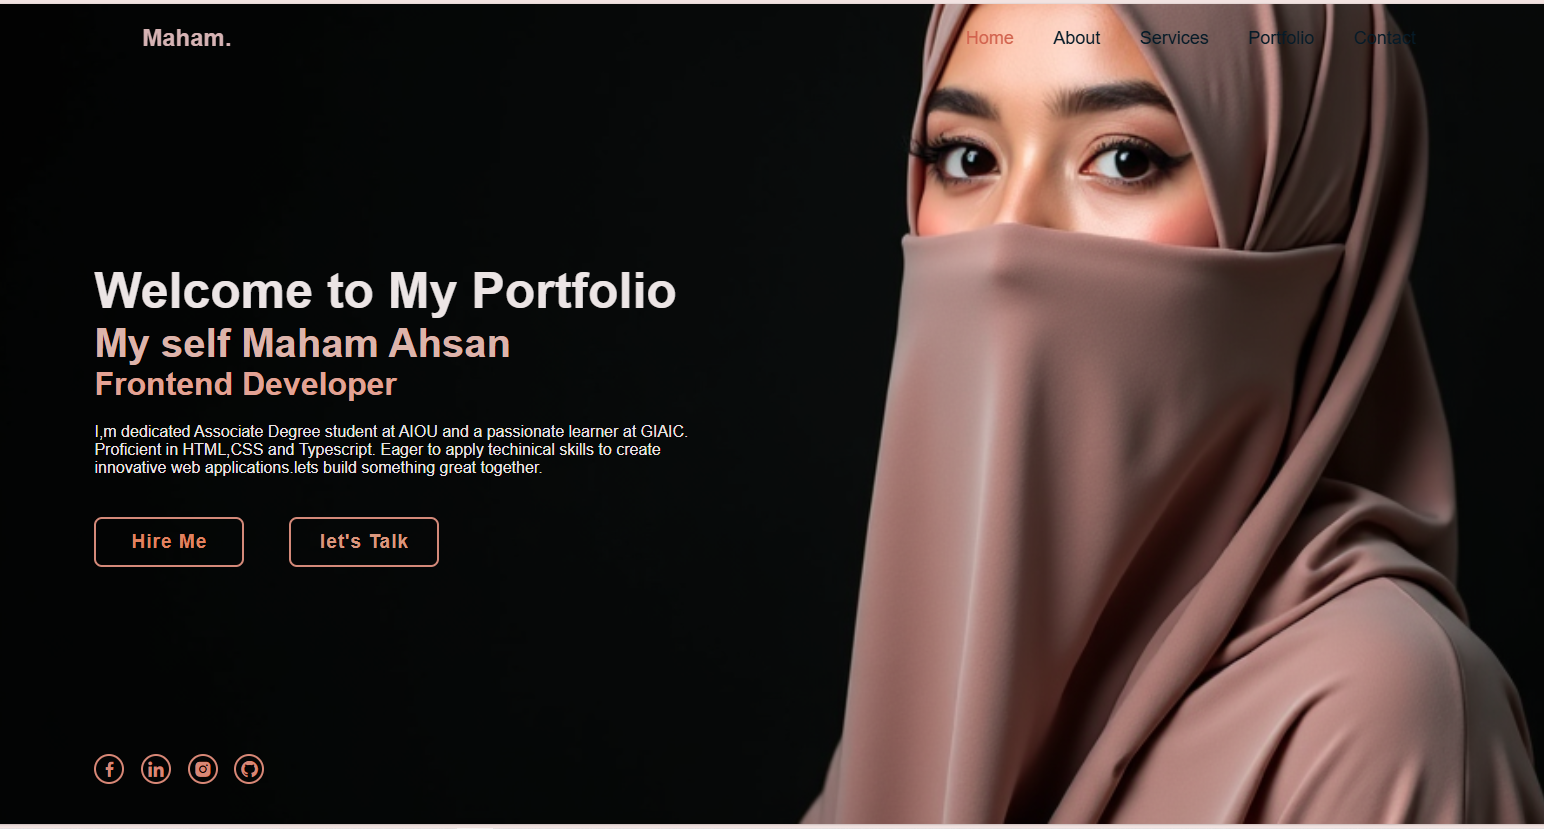 Maham.
Home About Services Portfolio Contact
Welcome to My Portfolio
My self Maham Ahsan
Frontend Developer
I,m dedicated Associate Degree student at AIOU and a passionate learner at GIAIC.
Proficient in HTML,CSS and Typescript. Eager to apply techinical skills to create
innovative web applications.lets build something great together.
Hire Me
let's Talk